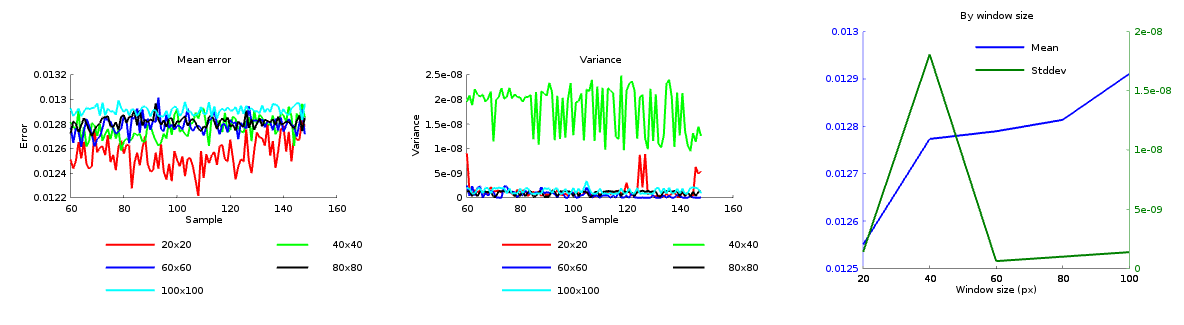 Mean error
0.0132
0.013
0.0128
0.0126
0.0124
0.0122
Error
60 80 100 120 140 160
Sample
20x20 40x40
60x60 80x80
100x100
Variance
2.5e-08
2e-08
1.5e-08
1e-08
5e-09
0
Variance
60 80 100 120 140 160
Sample
20x20 40x40
60x60 80x80
100x100
By window size
0.013
0.0129
0.0128
0.0127
0.0126
0.0125
Mean
Stddev
2e-08
1.5e-08
1e-08
5e-09
0
20 40 60 80 100
Window size (px)